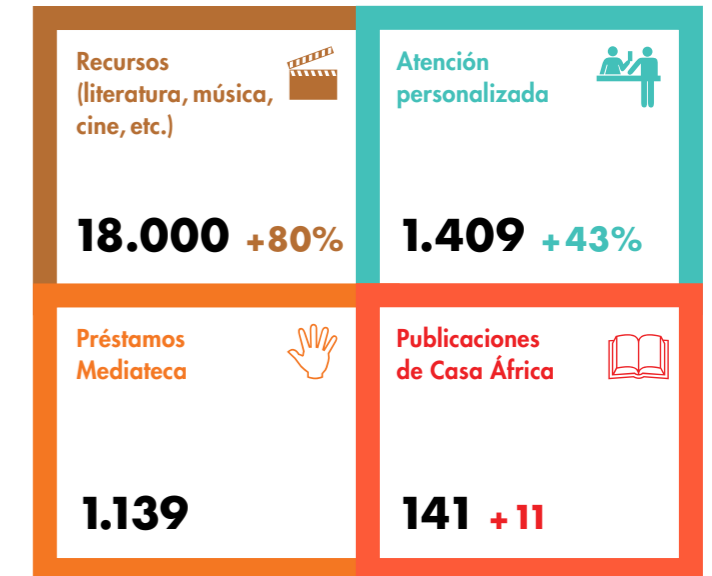 Recursos
(literatura, música,
cine, etc.)
18.000 +80%
Atención
personalizada
1.409 +43%
Préstamos
Mediateca
1.139
Publicaciones
de Casa África
141 +11